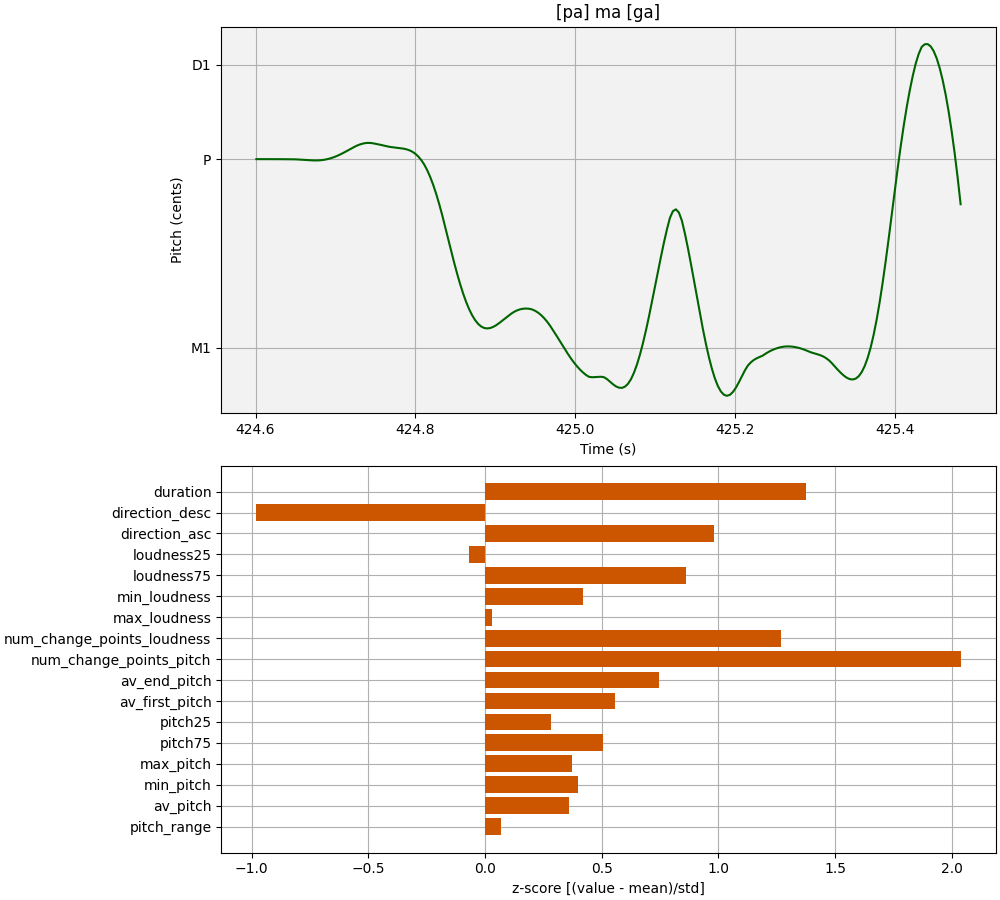 [pa] ma [ga]
D1
P
M1
Pitch (cents)
424.6 424.8 425.0 425.2 425.4
Time (s)
duration
direction_desc
direction_asc
loudness25
loudness75
min_loudness
max_loudness
num_change_points_loudness
num_change_points_pitch
av_end_pitch
av_first_pitch
pitch25
pitch75
max_pitch
min_pitch
av_pitch
pitch_range
−1.0 −0.5 0.0 0.5 1.0 1.5 2.0
z-score [(value - mean)/std]